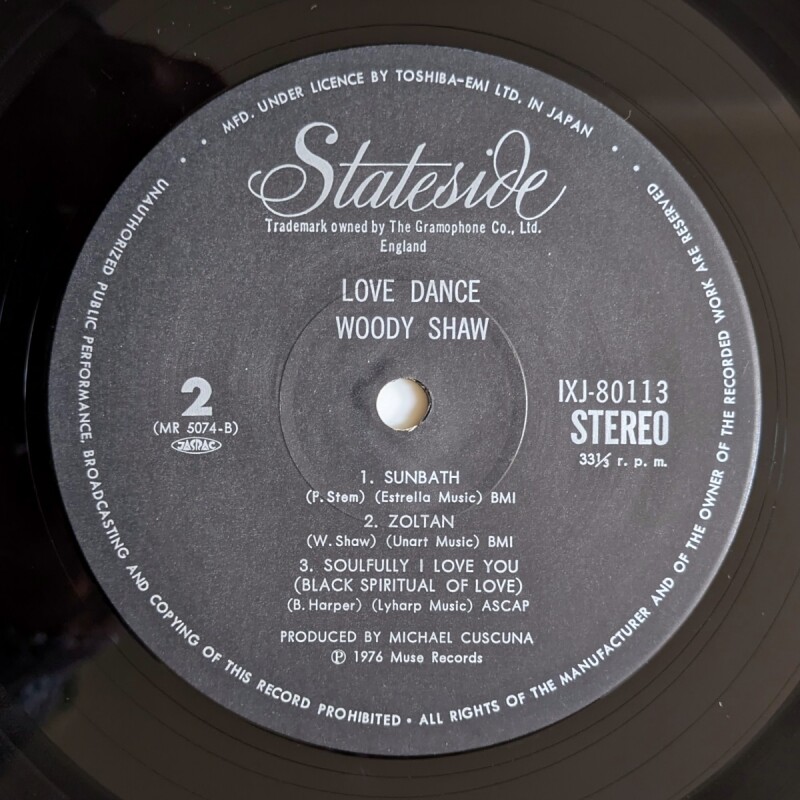 MFD. UNDER LICENCE BY TOSHIBA-EMI LTD. IN JAPAN
Stateside
Trademark owned by The Gramophone Co., Ltd.
England
LOVE DANCE
WOODY SHAW
2
(MR 5074-B)
JASRAC
IXJ-80113
STEREO
33⅓ r. p. m.
1. SUNBATH
(P. Stem) (Estrella Music) BMI
2. ZOLTAN
(W. Shaw) (Unart Music) BMI
3. SOULFULLY I LOVE YOU
(BLACK SPIRITUAL OF LOVE)
(B. Harper) (Lyharp Music) ASCAP
PRODUCED BY MICHAEL CUSCUNA
Ⓟ 1976 Muse Records
UNAUTHORIZED PUBLIC PERFORMANCE, BROADCASTING AND COPYING OF THIS RECORD PROHIBITED • ALL RIGHTS OF THE MANUFACTURER AND OF THE OWNER OF THE RECORDED WORK ARE RESERVED